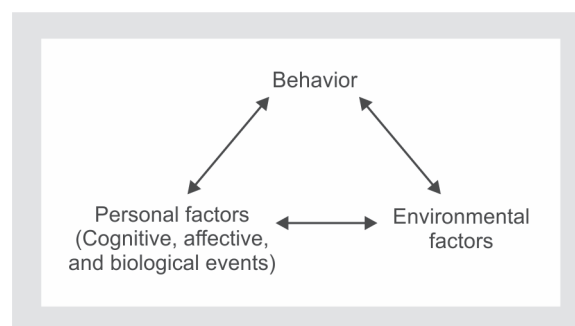 Behavior
Personal factors
(Cognitive, affective,
and biological events)
Environmental
factors